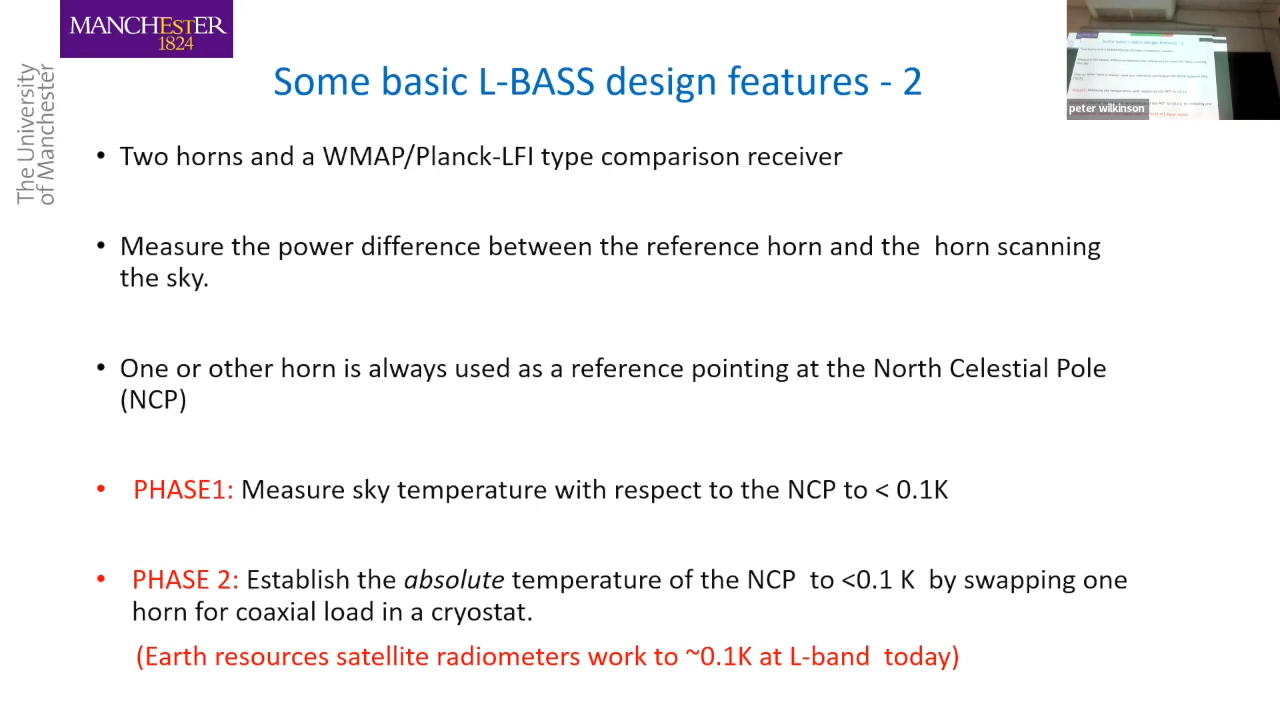 MANCHESTER
1824
The University
of Manchester
Some basic L-BASS design features - 2
peter wilkinson
• Two horns and a WMAP/Planck-LFI type comparison receiver
• Measure the power difference between the reference horn and the horn scanning
the sky.
• One or other horn is always used as a reference pointing at the North Celestial Pole
(NCP)
• PHASE1: Measure sky temperature with respect to the NCP to < 0.1K
• PHASE 2: Establish the absolute temperature of the NCP to <0.1 K by swapping one
horn for coaxial load in a cryostat.
(Earth resources satellite radiometers work to ~0.1K at L-band today)